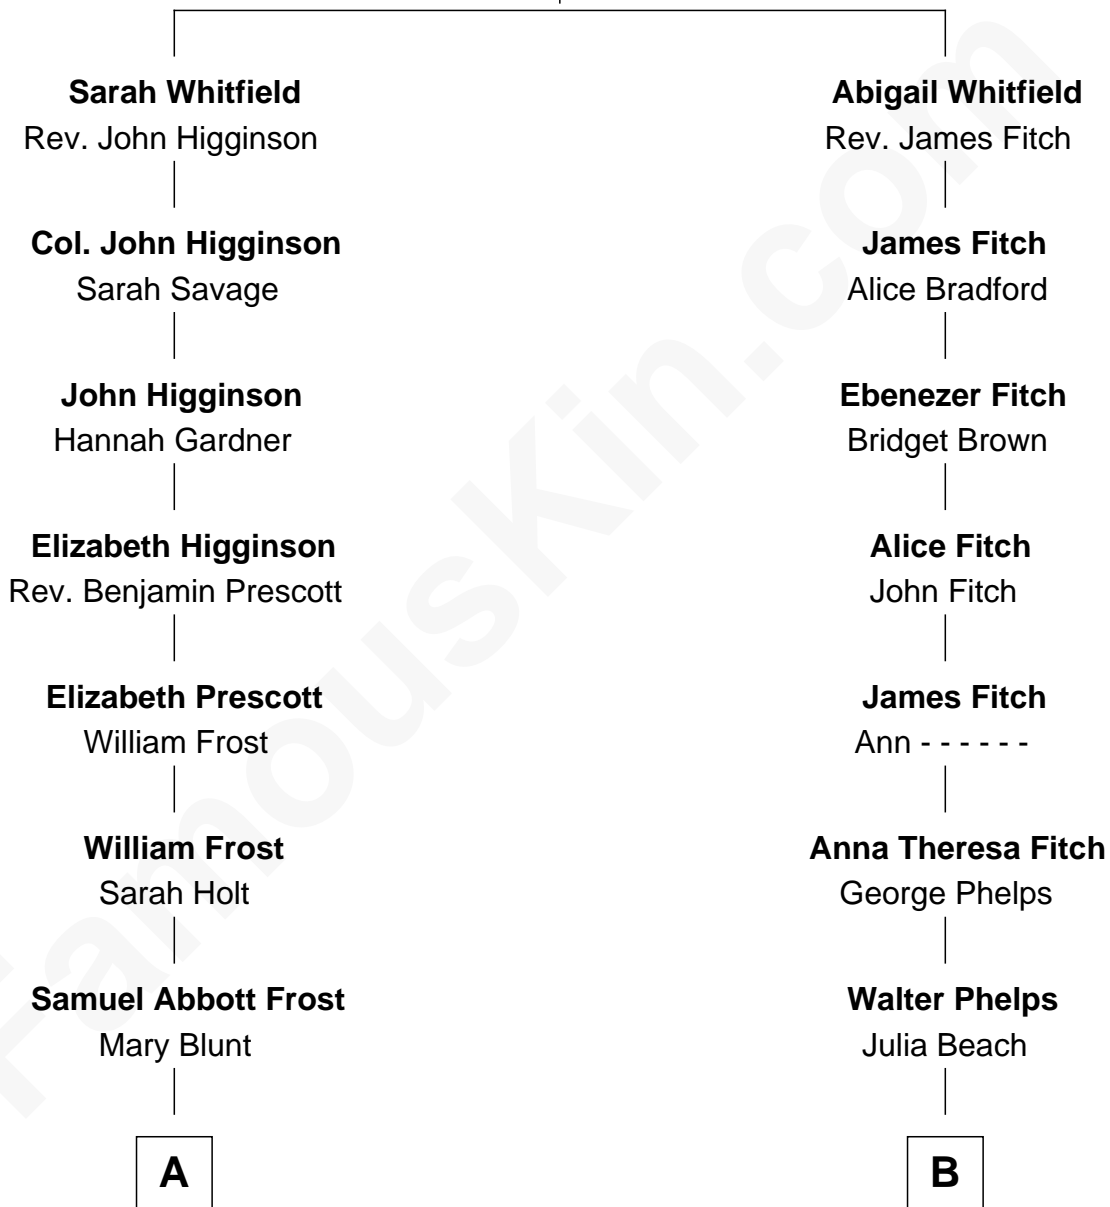 Sarah Whitfield
Rev. John Higginson
Col. John Higginson
Sarah Savage
John Higginson
Hannah Gardner
Elizabeth Higginson
Rev. Benjamin Prescott
Elizabeth Prescott
William Frost
William Frost
Sarah Holt
Samuel Abbott Frost
Mary Blunt
A
Abigail Whitfield
Rev. James Fitch
James Fitch
Alice Bradford
Ebenezer Fitch
Bridget Brown
Alice Fitch
John Fitch
James Fitch
Ann - - - - - -
Anna Theresa Fitch
George Phelps
Walter Phelps
Julia Beach
B
FamousKin.com